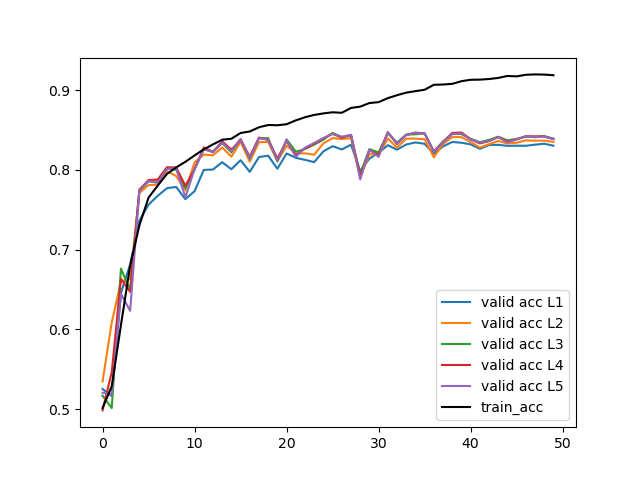 0.9
0.8
0.7
0.6
0.5
valid acc L1
valid acc L2
valid acc L3
valid acc L4
valid acc L5
train_acc
0 10 20 30 40 50